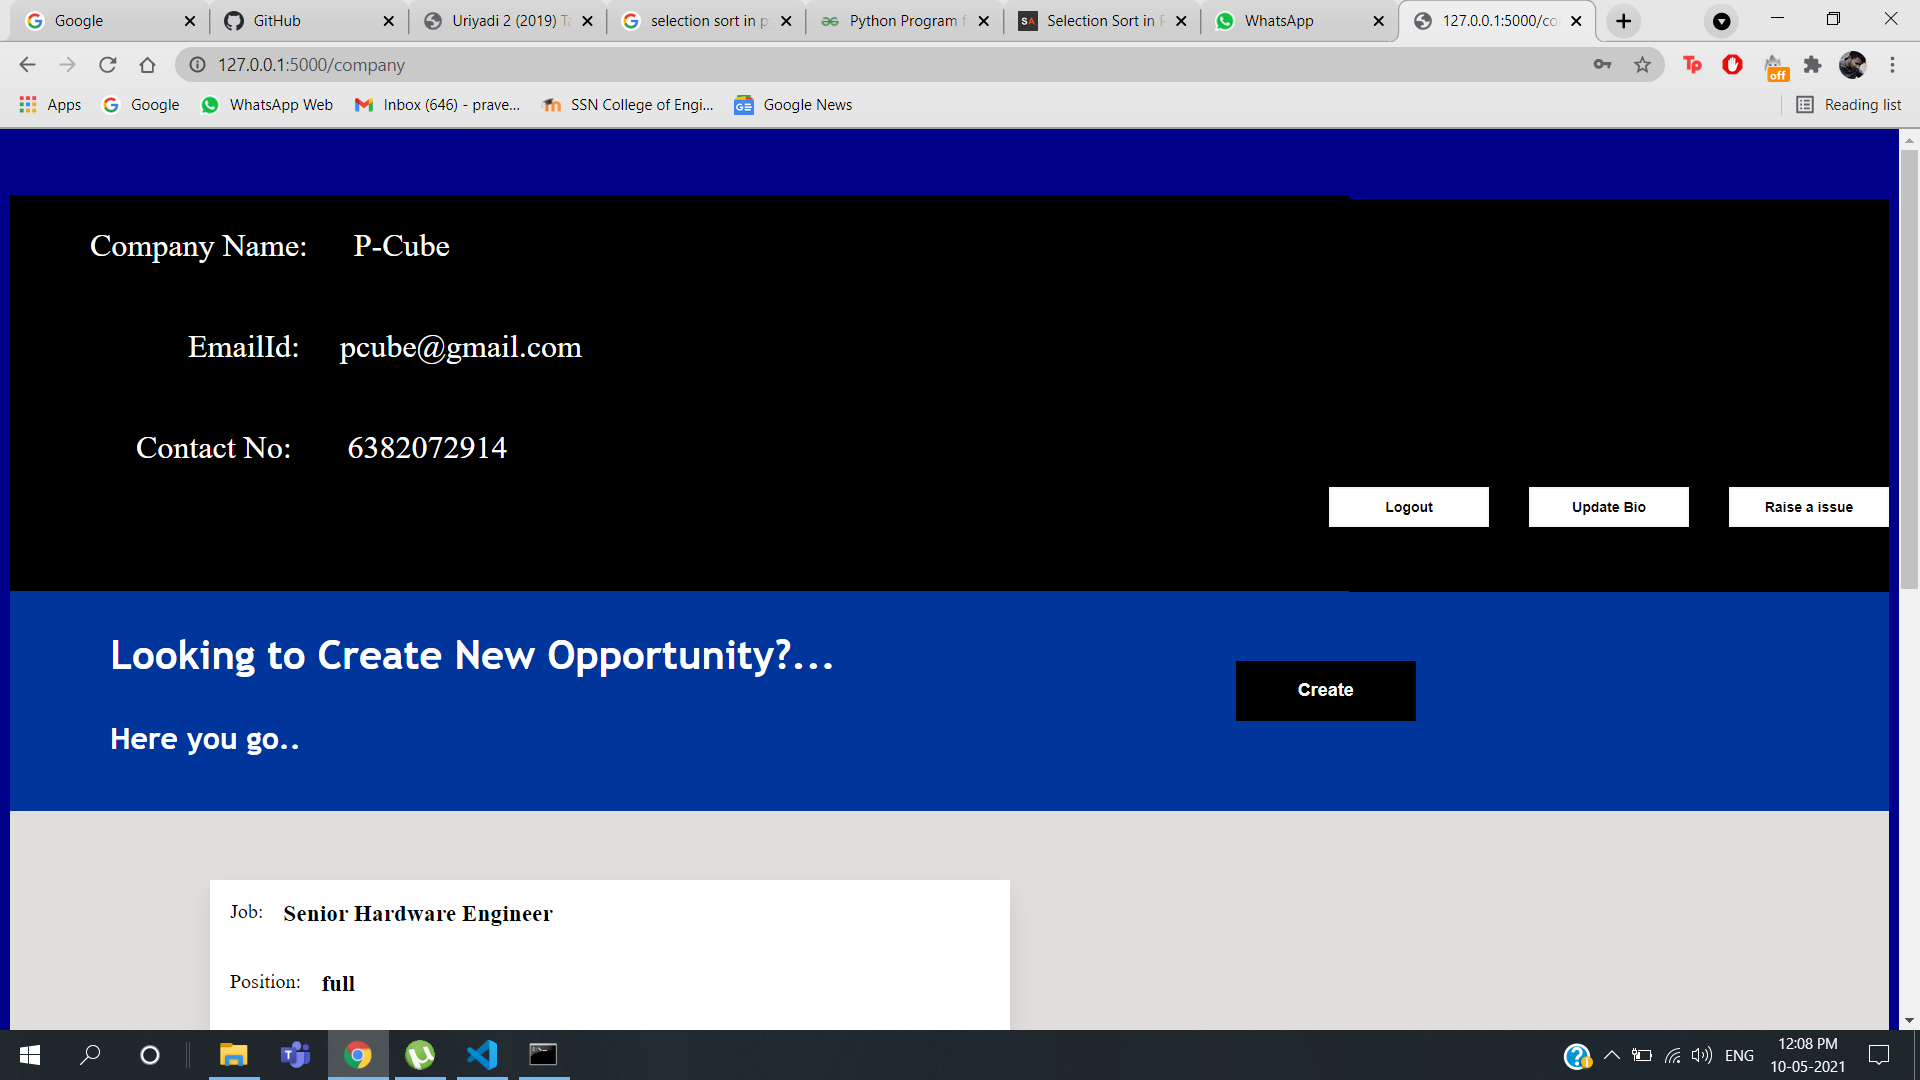 Google
GitHub
Uriyadi 2 (2019)
selection sort in p
Python Program f
Selection Sort in P
WhatsApp
127.0.0.1:5000/co
127.0.0.1:5000/company
Tp
off
Apps
Google
WhatsApp Web
Inbox (646) - prave...
SSN College of Engi...
Google News
Reading list
Company Name: P-Cube
EmailId: pcube@gmail.com
Contact No: 6382072914
Logout
Update Bio
Raise a issue
Looking to Create New Opportunity?...
Create
Here you go..
Job: Senior Hardware Engineer
Position: full
ENG
12:08 PM
10-05-2021